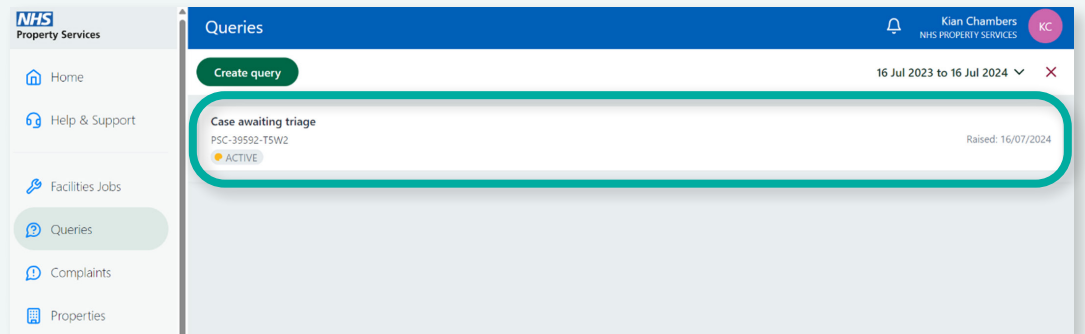 NHS
Property Services
Home
Help & Support
Facilities Jobs
Queries
Complaints
Properties
Queries
Kian Chambers
NHS PROPERTY SERVICES
KC
Create query
16 Jul 2023 to 16 Jul 2024
Case awaiting triage
PSC-39592-T5W2
Raised: 16/07/2024
ACTIVE